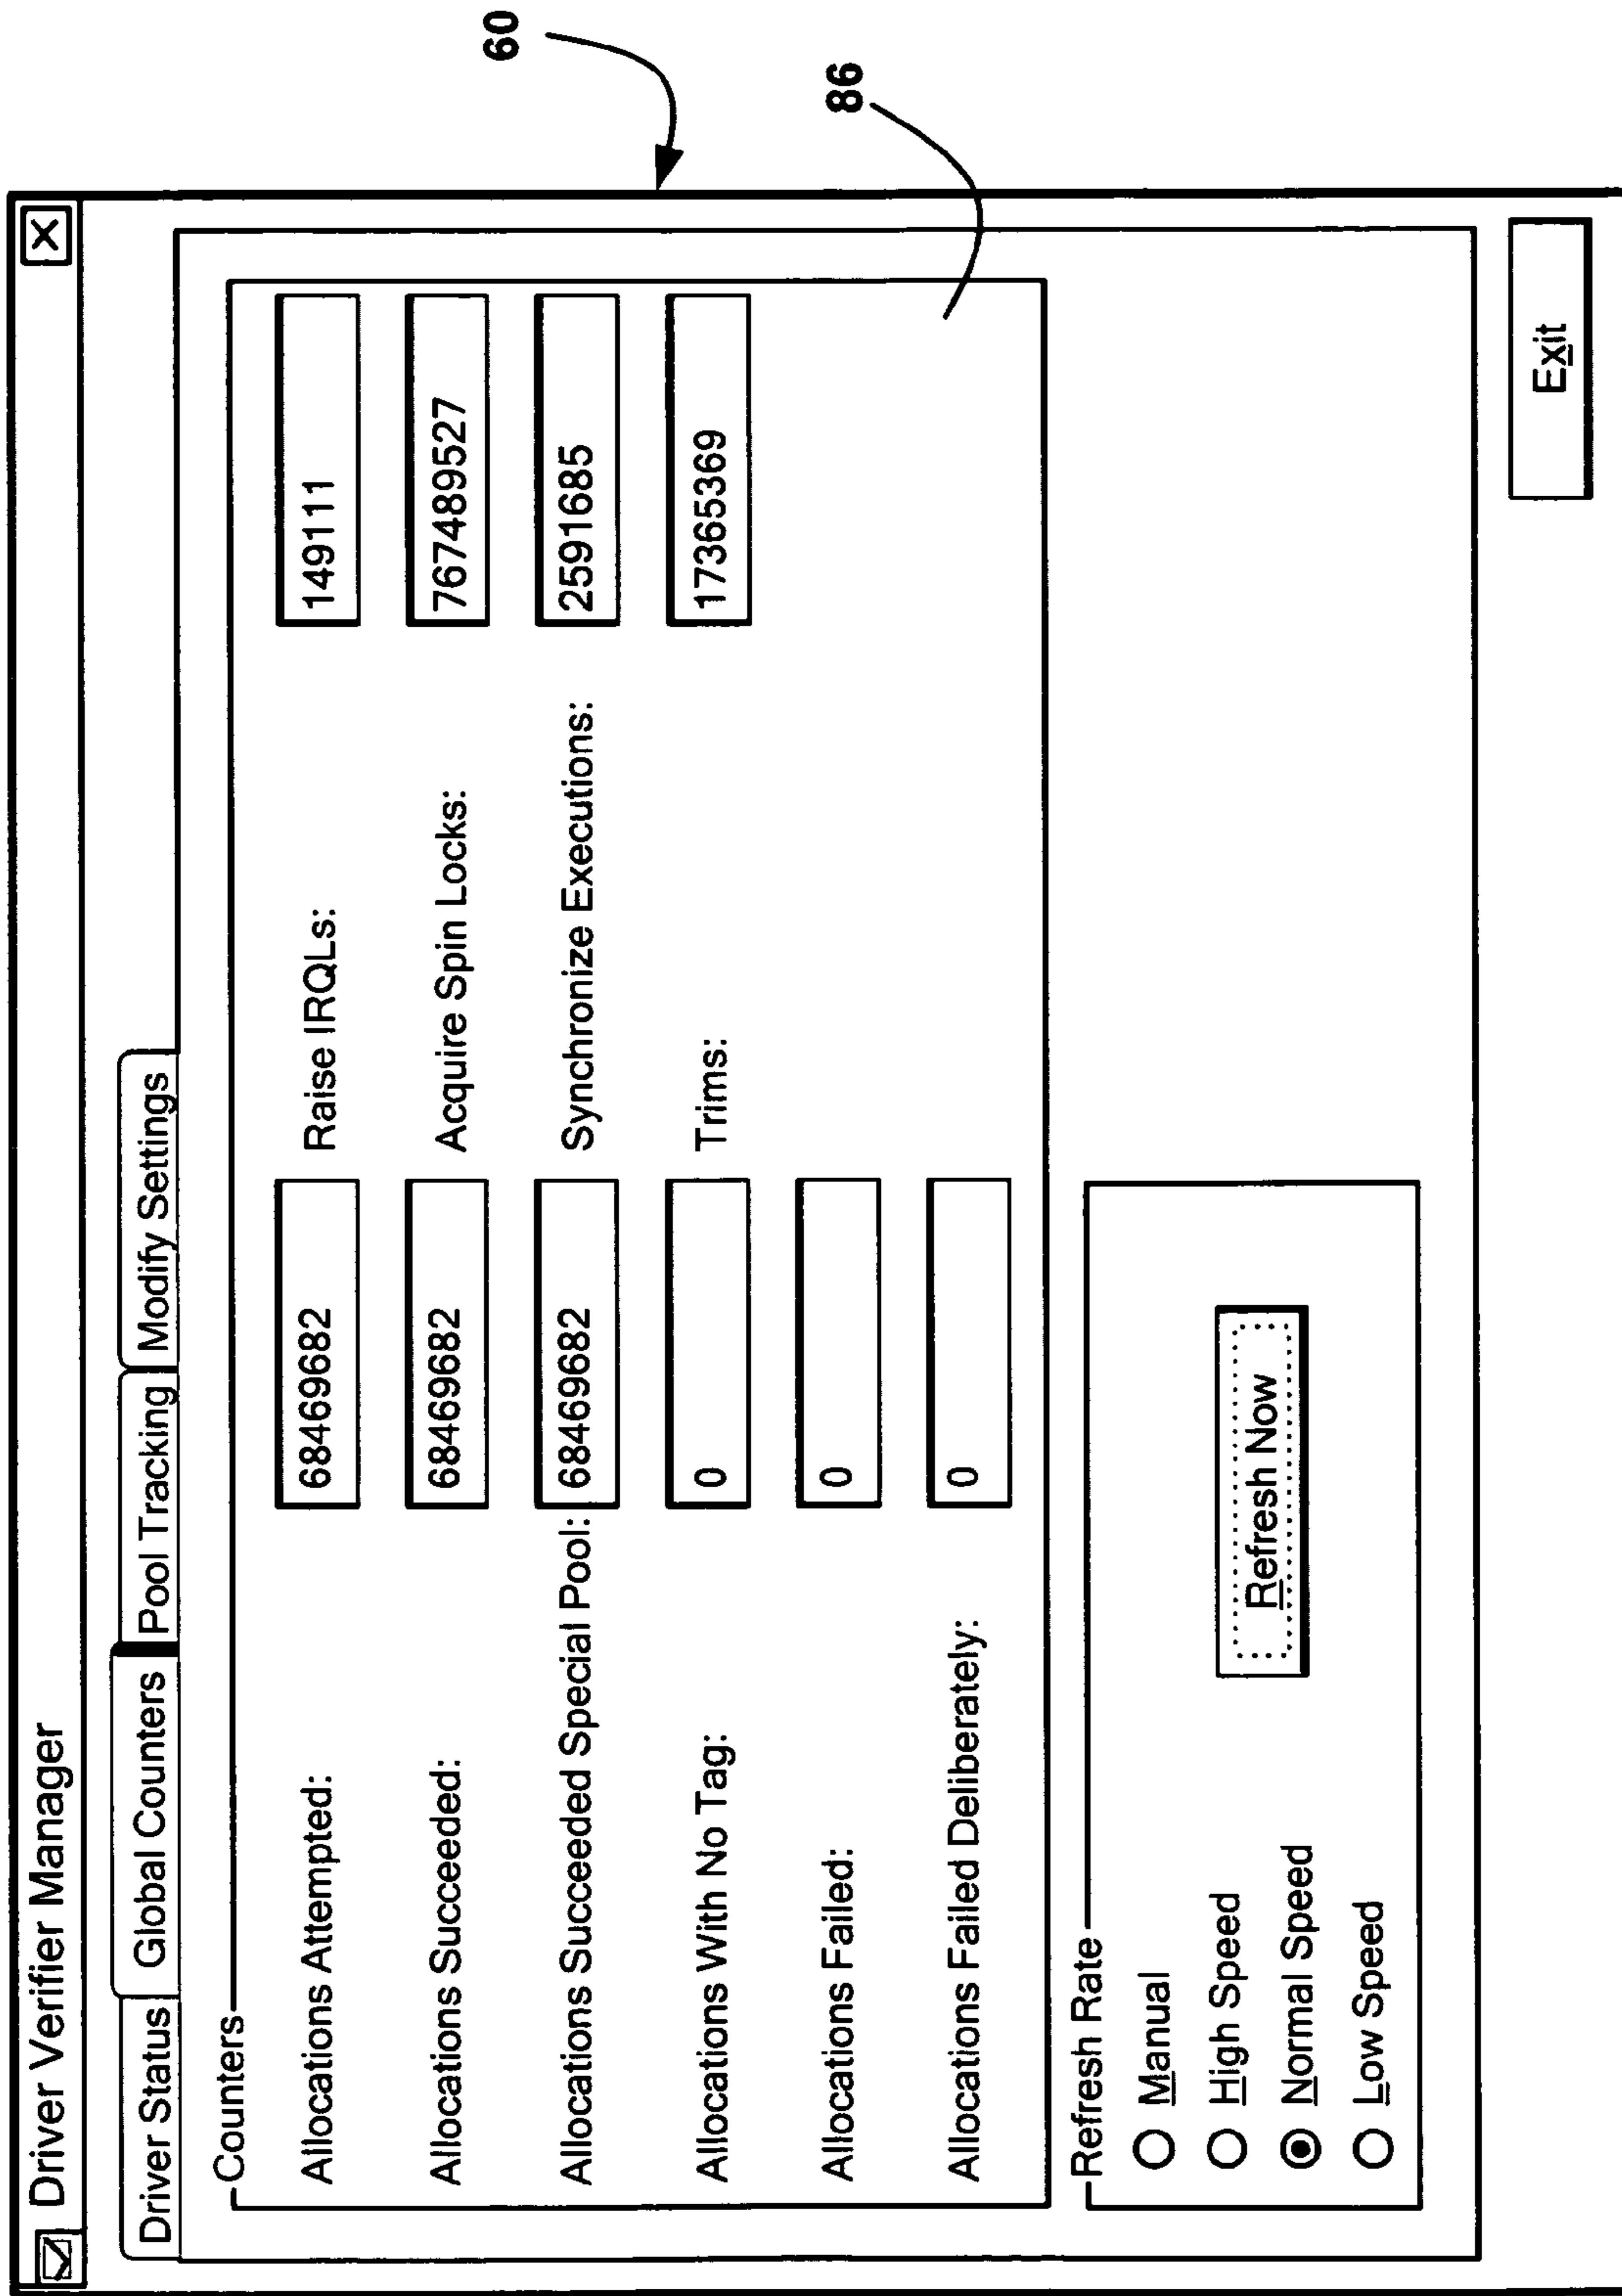 Driver Verifier Manager
Driver Status Global Counters Pool Tracking Modify Settings
Counters
Allocations Attempted: 68469682 Raise IRQLs: 149111
Allocations Succeeded: 68469682 Acquire Spin Locks: 767489527
Allocations Succeeded Special Pool: 68469682 Synchronize Executions: 2591685
Allocations With No Tag: 0 Trims: 17365369
Allocations Failed: 0
Allocations Failed Deliberately: 0
Refresh Rate
Manual
High Speed
Refresh Now
Normal Speed
Low Speed
Exit
60
86